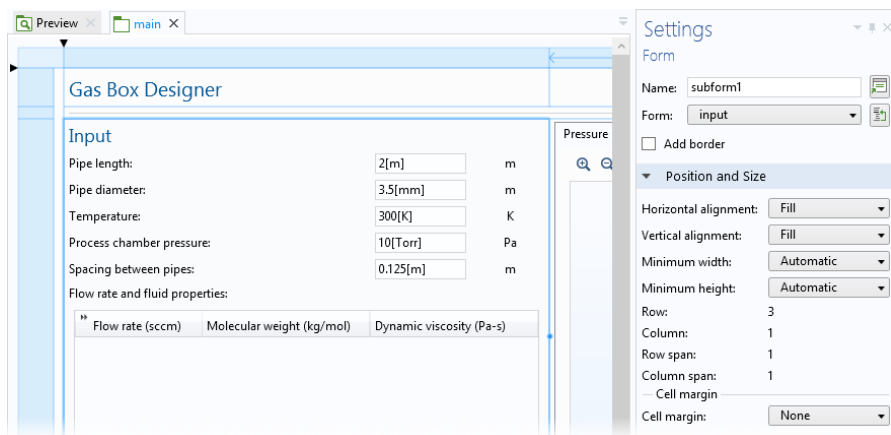 Preview
main
Gas Box Designer
Input
Pipe length: 2[m] m
Pipe diameter: 3.5[mm] m
Temperature: 300[K] K
Process chamber pressure: 10[Torr] Pa
Spacing between pipes: 0.125[m] m
Flow rate and fluid properties:
Flow rate (sccm) Molecular weight (kg/mol) Dynamic viscosity (Pa-s)
Pressure
Settings
Form
Name: subform1
Form: input
Add border
Position and Size
Horizontal alignment: Fill
Vertical alignment: Fill
Minimum width: Automatic
Minimum height: Automatic
Row: 3
Column: 1
Row span: 1
Column span: 1
Cell margin
Cell margin: None